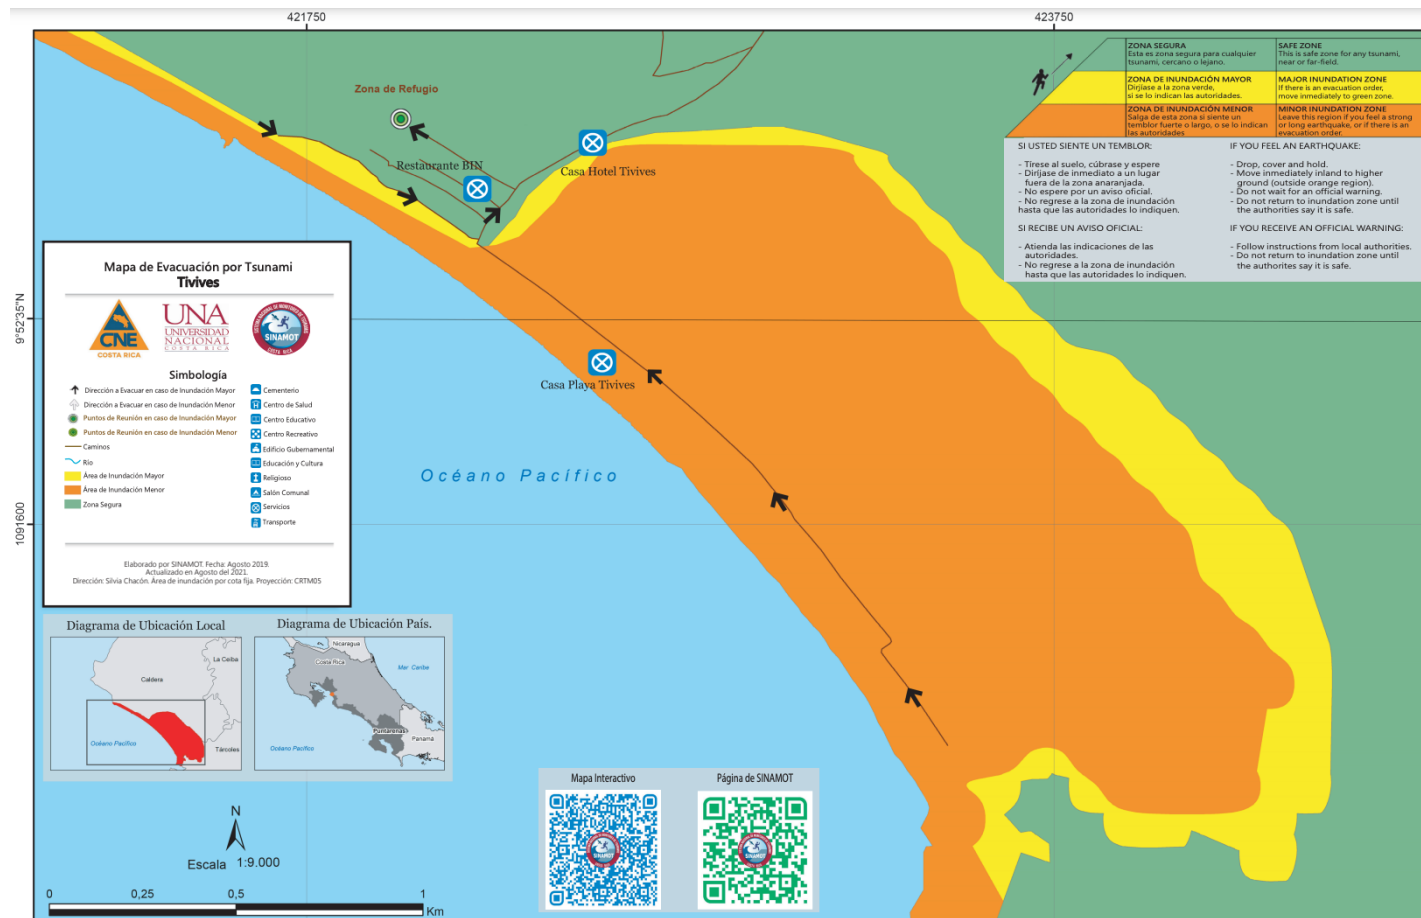 421750
423750
9°52'35"N
1091600
Zona de Refugio
Restaurante BIN
Casa Hotel Tivives
Casa Playa Tivives
Océano Pacífico
ZONA SEGURA
Esta es zona segura para cualquier
tsunami, cercano o lejano.
SAFE ZONE
This is safe zone for any tsunami,
near or far-field.
ZONA DE INUNDACIÓN MAYOR
Diríjase a la zona verde,
si se lo indican las autoridades.
MAJOR INUNDATION ZONE
If there is an evacuation order,
move inmediately to green zone.
ZONA DE INUNDACIÓN MENOR
Salga de esta zona si siente un
temblor fuerte o largo, o se lo indican
las autoridades
MINOR INUNDATION ZONE
Leave this region if you feel a strong
or long earthquake, or if there is an
evacuation order.
SI USTED SIENTE UN TEMBLOR:
- Tírese al suelo, cúbrase y espere
- Diríjase de inmediato a un lugar
fuera de la zona anaranjada.
- No espere por un aviso oficial.
- No regrese a la zona de inundación
hasta que las autoridades lo indiquen.
SI RECIBE UN AVISO OFICIAL:
- Atienda las indicaciones de las
autoridades.
- No regrese a la zona de inundación
hasta que las autoridades lo indiquen.
IF YOU FEEL AN EARTHQUAKE:
- Drop, cover and hold.
- Move inmediately inland to higher
ground (outside orange region).
- Do not wait for an official warning.
- Do not return to inundation zone until
the authorities say it is safe.
IF YOU RECEIVE AN OFFICIAL WARNING:
- Follow instructions from local authorities.
- Do not return to inundation zone until
the authorites say it is safe.
Mapa de Evacuación por Tsunami
Tivives
CNE
COSTA RICA
UNA
UNIVERSIDAD
NACIONAL
COSTA RICA
SISTEMA NACIONAL DE MONITOREO DE TSUNAMIS
SINAMOT
COSTA RICA
Simbología
Dirección a Evacuar en caso de Inundación Mayor
Dirección a Evacuar en caso de Inundación Menor
Puntos de Reunión en caso de Inundación Mayor
Puntos de Reunión en caso de Inundación Menor
Caminos
Río
Área de Inundación Mayor
Área de Inundación Menor
Zona Segura
Cementerio
Centro de Salud
Centro Educativo
Centro Recreativo
Edificio Gubernamental
Educación y Cultura
Religioso
Salón Comunal
Servicios
Transporte
Elaborado por SINAMOT. Fecha: Agosto 2019.
Actualizado en Agosto del 2021.
Dirección: Silvia Chacón. Área de inundación por cota fija. Proyección: CRTM05
Diagrama de Ubicación Local
La Ceiba
Caldera
Océano Pacífico
Tárcoles
Diagrama de Ubicación País.
Nicaragua
Costa Rica
Mar Caribe
Puntarenas
Panamá
Océano Pacífico
N
Escala 1:9.000
0 0,25 0,5 1
Km
Mapa Interactivo
SINAMOT
Página de SINAMOT
SINAMOT